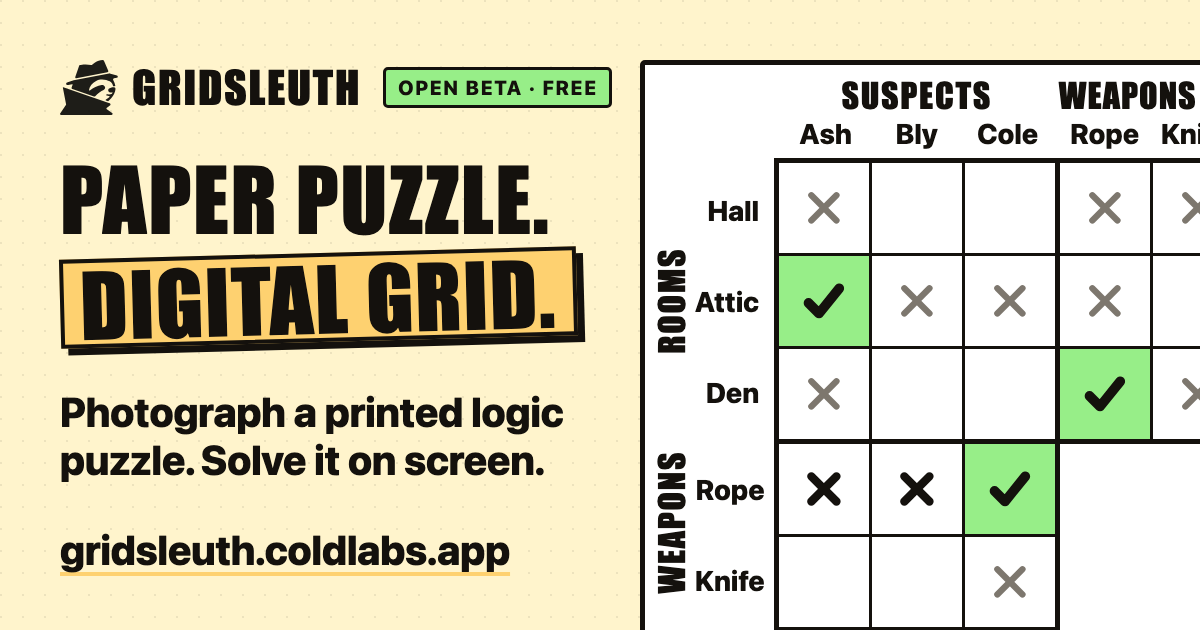 GRIDSLEUTH
OPEN BETA · FREE
PAPER PUZZLE.
DIGITAL GRID.
Photograph a printed logic
puzzle. Solve it on screen.
gridsleuth.coldlabs.app
SUSPECTS WEAPONS
Ash Bly Cole Rope Kni
ROOMS
Hall
Attic
Den
WEAPONS
Rope
Knife